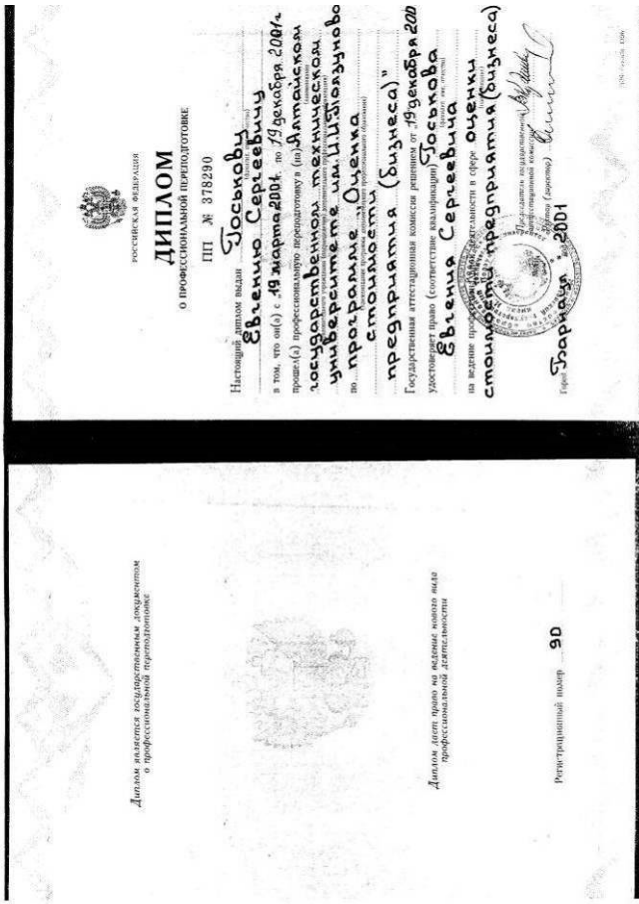 Диплом является государственным документом
о профессиональной переподготовке
Диплом дает право на ведение нового вида
профессиональной деятельности
Регистрационный номер 90
РОССИЙСКАЯ ФЕДЕРАЦИЯ
ДИПЛОМ
О ПРОФЕССИОНАЛЬНОЙ ПЕРЕПОДГОТОВКЕ
ПП № 378290
Настоящий диплом выдан Госькову
Евгению Сергеевичу
в том, что он(а) с „19 марта 2001г. по 19 декабря 2001г.
прошел(а) профессиональную переподготовку в (на) Алтайском
государственном техническом
университете им. И.И. Ползунова
по программе „Оценка
стоимости
предприятия (бизнеса)"
Государственная аттестационная комиссия решением от „19" декабря 200
удостоверяет право (соответствие квалификации) Госькова
Евгения Сергеевича
на ведение профессиональной деятельности в сфере оценки
стоимости предприятия (бизнеса)
Председатель государственной
аттестационной комиссии
Ректор (директор)
Город Барнаул 2001